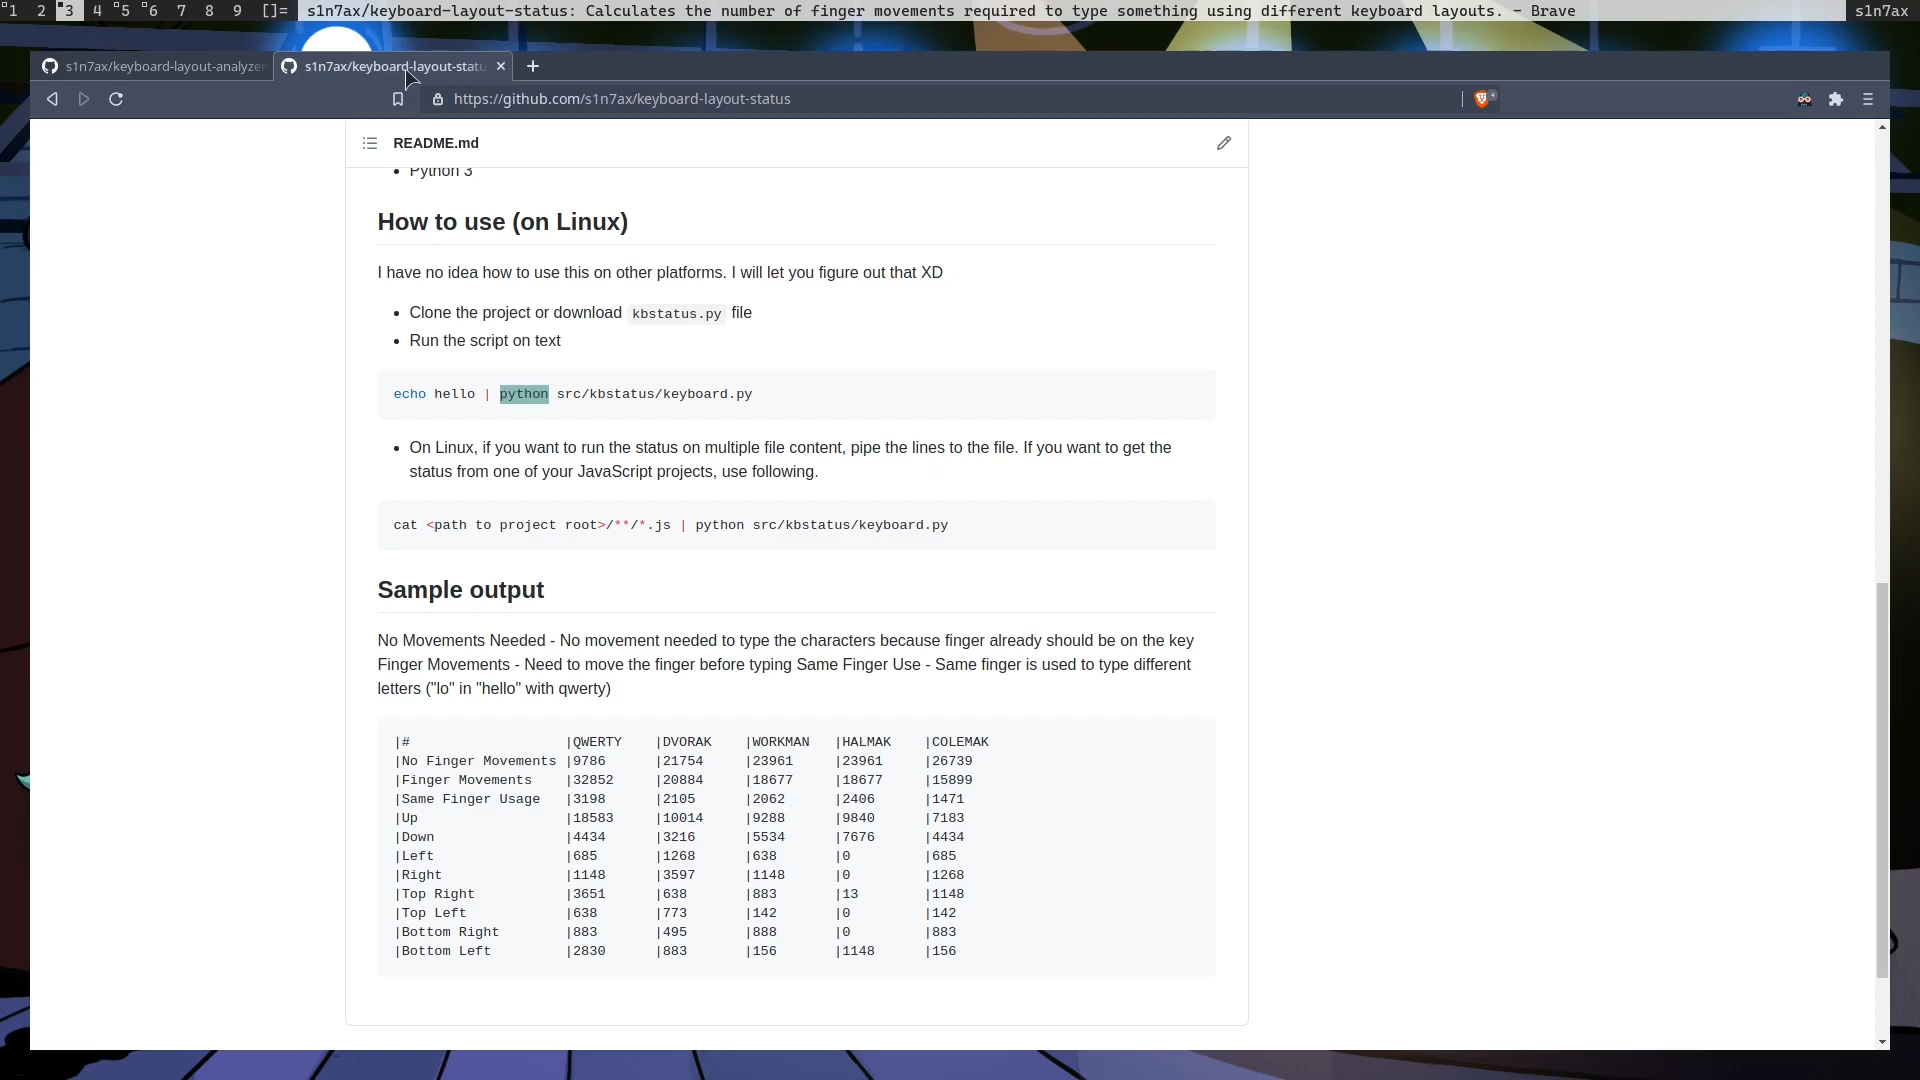 1 2 3 4 5 6 7 8 9 []= s1n7ax/keyboard-layout-status: Calculates the number of finger movements required to type something using different keyboard layouts. – Brave s1n7ax
s1n7ax/keyboard-layout-analyzer s1n7ax/keyboard-layout-statu
https://github.com/s1n7ax/keyboard-layout-status 4
README.md
• Python 3
How to use (on Linux)
I have no idea how to use this on other platforms. I will let you figure out that XD
• Clone the project or download kbstatus.py file
• Run the script on text
echo hello | python src/kbstatus/keyboard.py
• On Linux, if you want to run the status on multiple file content, pipe the lines to the file. If you want to get the
status from one of your JavaScript projects, use following.
cat <path to project root>/**/*.js | python src/kbstatus/keyboard.py
Sample output
No Movements Needed - No movement needed to type the characters because finger already should be on the key
Finger Movements - Need to move the finger before typing Same Finger Use - Same finger is used to type different
letters ("lo" in "hello" with qwerty)
|# |QWERTY |DVORAK |WORKMAN |HALMAK |COLEMAK
|No Finger Movements |9786 |21754 |23961 |23961 |26739
|Finger Movements |32852 |20884 |18677 |18677 |15899
|Same Finger Usage |3198 |2105 |2062 |2406 |1471
|Up |18583 |10014 |9288 |9840 |7183
|Down |4434 |3216 |5534 |7676 |4434
|Left |685 |1268 |638 |0 |685
|Right |1148 |3597 |1148 |0 |1268
|Top Right |3651 |638 |883 |13 |1148
|Top Left |638 |773 |142 |0 |142
|Bottom Right |883 |495 |888 |0 |883
|Bottom Left |2830 |883 |156 |1148 |156